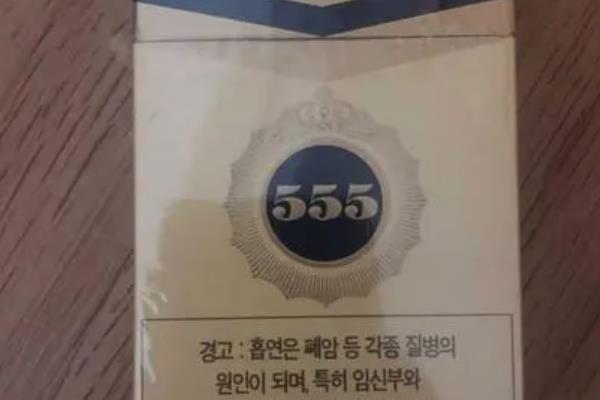 555
경고 : 흡연은 폐암 등 각종 질병의
원인이 되며, 특히 임신부와